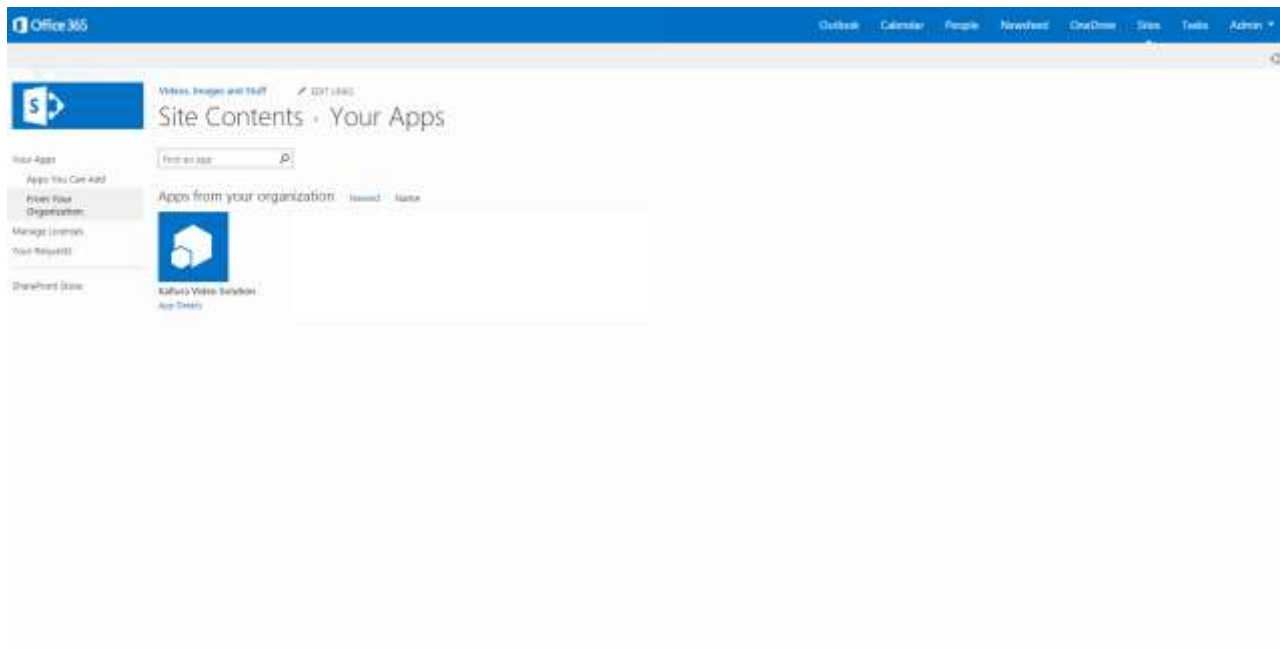 Office 365
Outlook Calendar People Newsfeed OneDrive Sites Tasks Admin
S
Videos, Images and Stuff EDIT LINKS
Site Contents › Your Apps
Your Apps
Apps You Can Add
From Your
Organization
Manage Licenses
Your Requests
SharePoint Store
Find an app
Apps from your organization Newest Name
Kaltura Video Solution
App Details